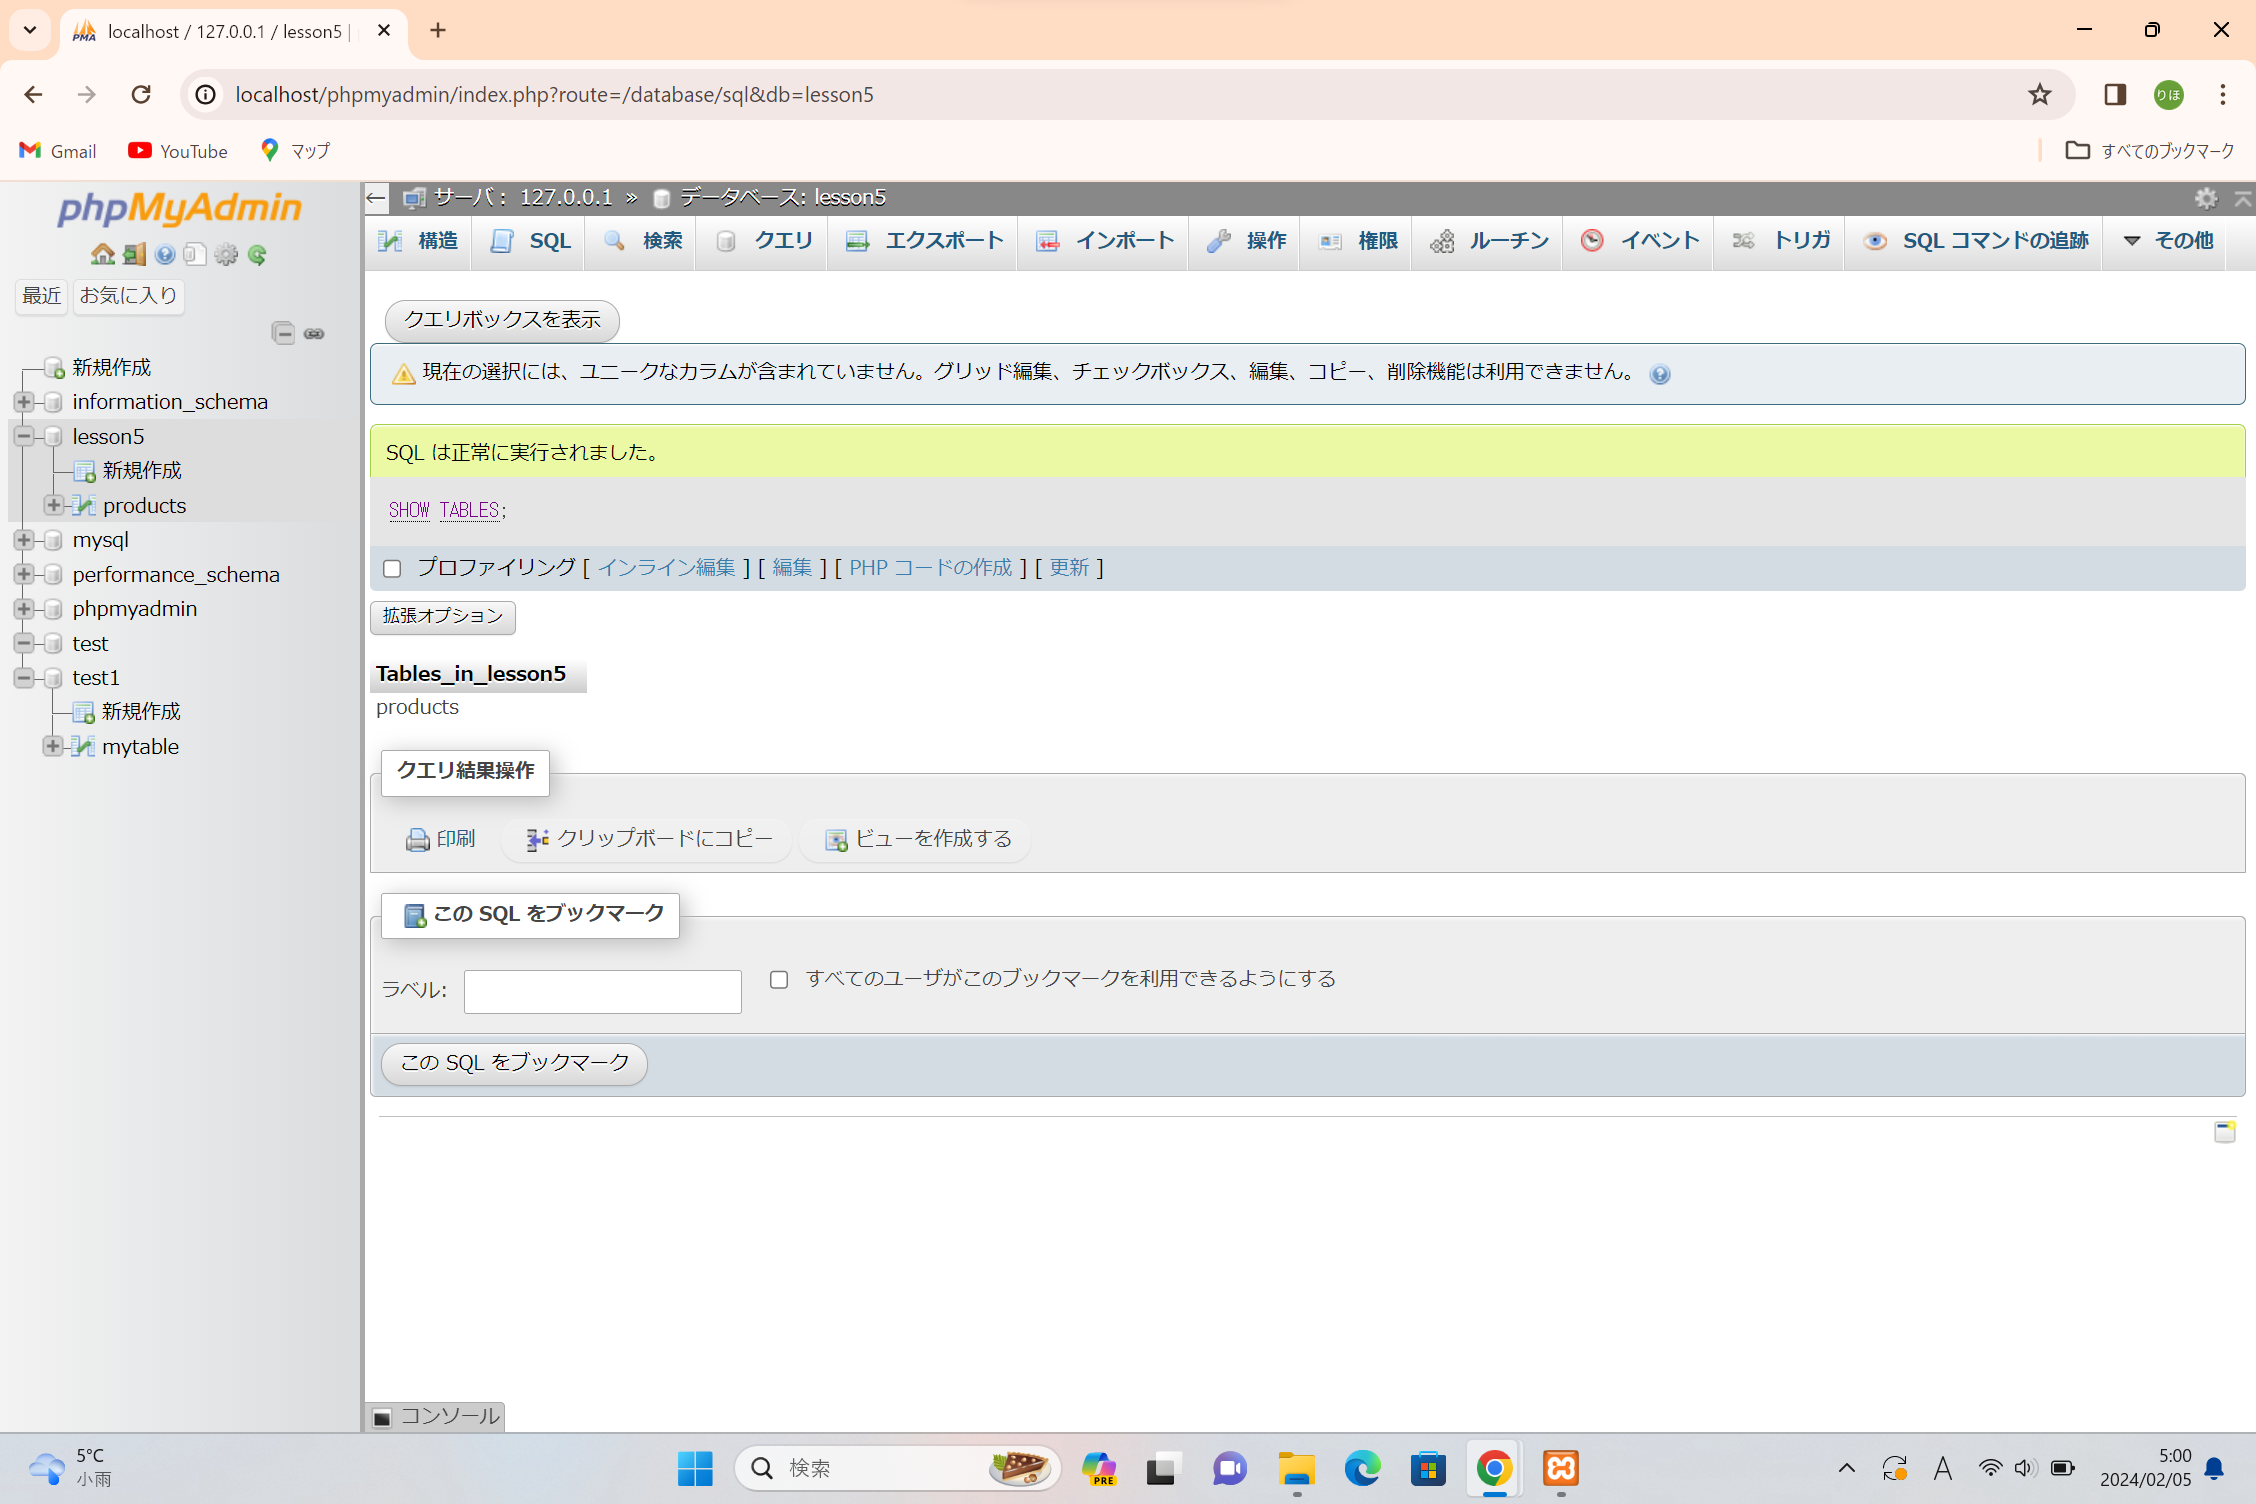 localhost / 127.0.0.1 / lesson5 |
localhost/phpmyadmin/index.php?route=/database/sql&db=lesson5
りほ
Gmail
YouTube
マップ
すべてのブックマーク
phpMyAdmin
最近
お気に入り
新規作成
information_schema
lesson5
新規作成
products
mysql
performance_schema
phpmyadmin
test
test1
新規作成
mytable
サーバ： 127.0.0.1 » データベース: lesson5
構造
SQL
検索
クエリ
エクスポート
インポート
操作
権限
ルーチン
イベント
トリガ
SQL コマンドの追跡
その他
クエリボックスを表示
現在の選択には、ユニークなカラムが含まれていません。グリッド編集、チェックボックス、編集、コピー、削除機能は利用できません。
SQL は正常に実行されました。
SHOW TABLES;
プロファイリング [ インライン編集 ] [ 編集 ] [ PHP コードの作成 ] [ 更新 ]
拡張オプション
Tables_in_lesson5
products
クエリ結果操作
印刷
クリップボードにコピー
ビューを作成する
この SQL をブックマーク
ラベル:
すべてのユーザがこのブックマークを利用できるようにする
この SQL をブックマーク
コンソール
5°C
小雨
検索
PRE
A
5:00
2024/02/05